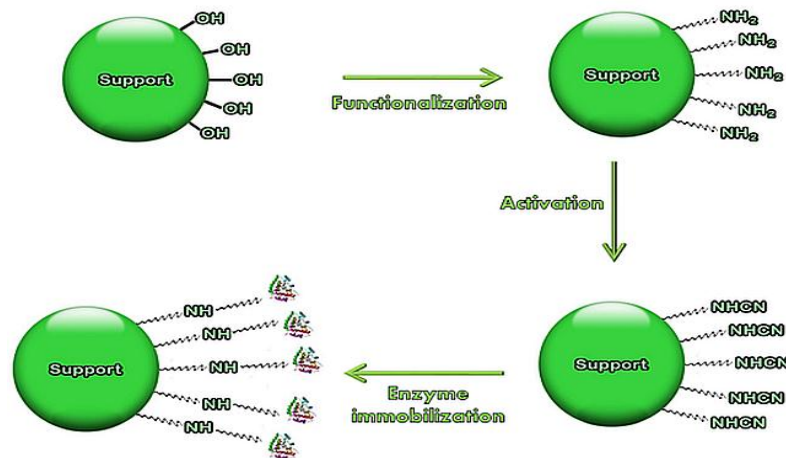 OH
OH
Support
OH
OH
OH
Functionalization
NH2
NH2
Support
NH2
NH2
NH2
Activation
NHCN
NHCN
Support
NHCN
NHCN
NHCN
Enzyme
immobilization
NH
NH
Support
NH
NH
NH